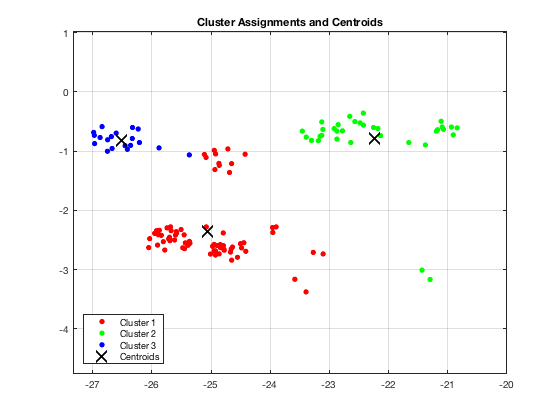 Cluster Assignments and Centroids
1
0
-1
-2
-3
-4
Cluster 1
Cluster 2
Cluster 3
Centroids
-27 -26 -25 -24 -23 -22 -21 -20